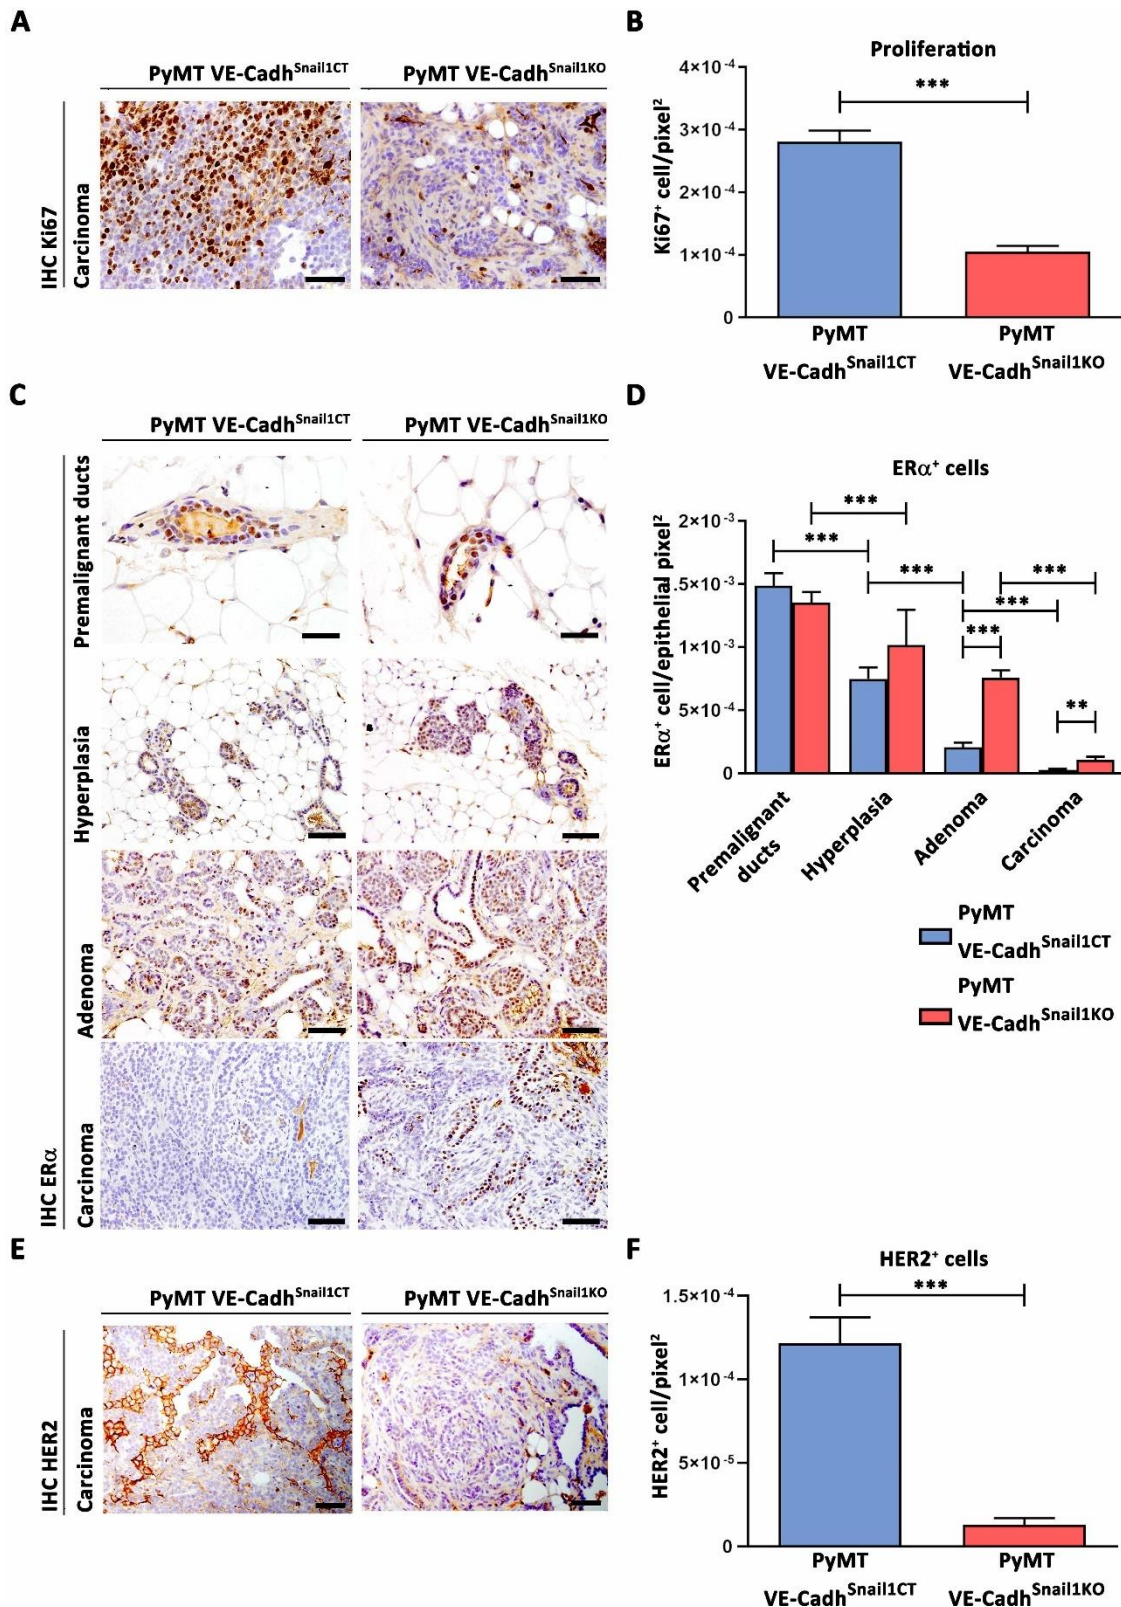 A
PyMT VE-Cadh^Snail1CT PyMT VE-Cadh^Snail1KO
IHC Ki67
Carcinoma
B
Proliferation
***
4×10⁻⁴
3×10⁻⁴
2×10⁻⁴
1×10⁻⁴
0
Ki67⁺ cell/pixel²
PyMT
VE-Cadh^Snail1CT
PyMT
VE-Cadh^Snail1KO
C
PyMT VE-Cadh^Snail1CT PyMT VE-Cadh^Snail1KO
Premalignant ducts
Hyperplasia
Adenoma
IHC ERα
Carcinoma
D
ERα⁺ cells
***
***
*** ***
***
***
**
2×10⁻³
1.5×10⁻³
1×10⁻³
5×10⁻⁴
0
ERα⁺ cell/epithelial pixel²
Premalignant
ducts
Hyperplasia
Adenoma
Carcinoma
PyMT
VE-Cadh^Snail1CT
PyMT
VE-Cadh^Snail1KO
E
PyMT VE-Cadh^Snail1CT PyMT VE-Cadh^Snail1KO
IHC HER2
Carcinoma
F
HER2⁺ cells
***
1.5×10⁻⁴
1×10⁻⁴
5×10⁻⁵
0
HER2⁺ cell/pixel²
PyMT
VE-Cadh^Snail1CT
PyMT
VE-Cadh^Snail1KO